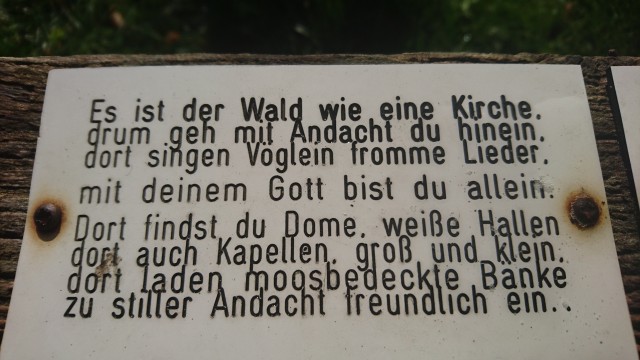 Es ist der Wald wie eine Kirche,
drum geh mit Andacht du hinein,
dort singen Vöglein fromme Lieder,
mit deinem Gott bist du allein.
Dort findst du Dome, weiße Hallen
dort auch Kapellen, groß und klein,
dort laden moosbedeckte Bänke
zu stiller Andacht freundlich ein..